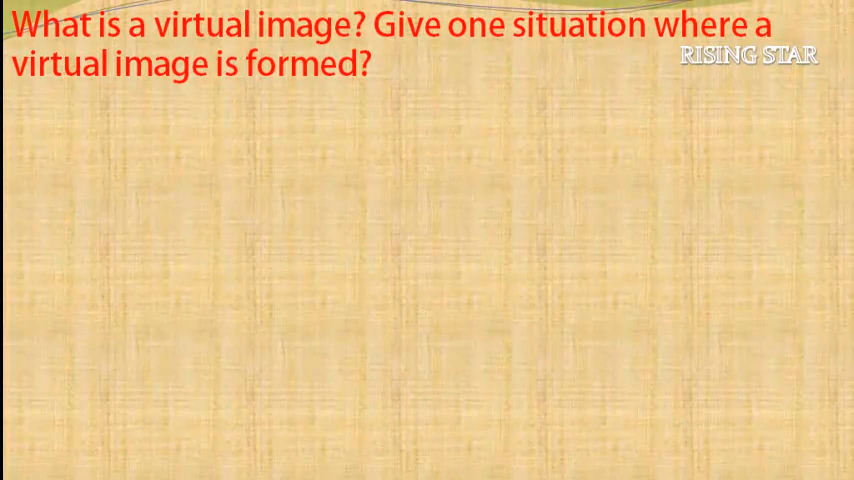 What is a virtual image? Give one situation where a
virtual image is formed?
RISING STAR